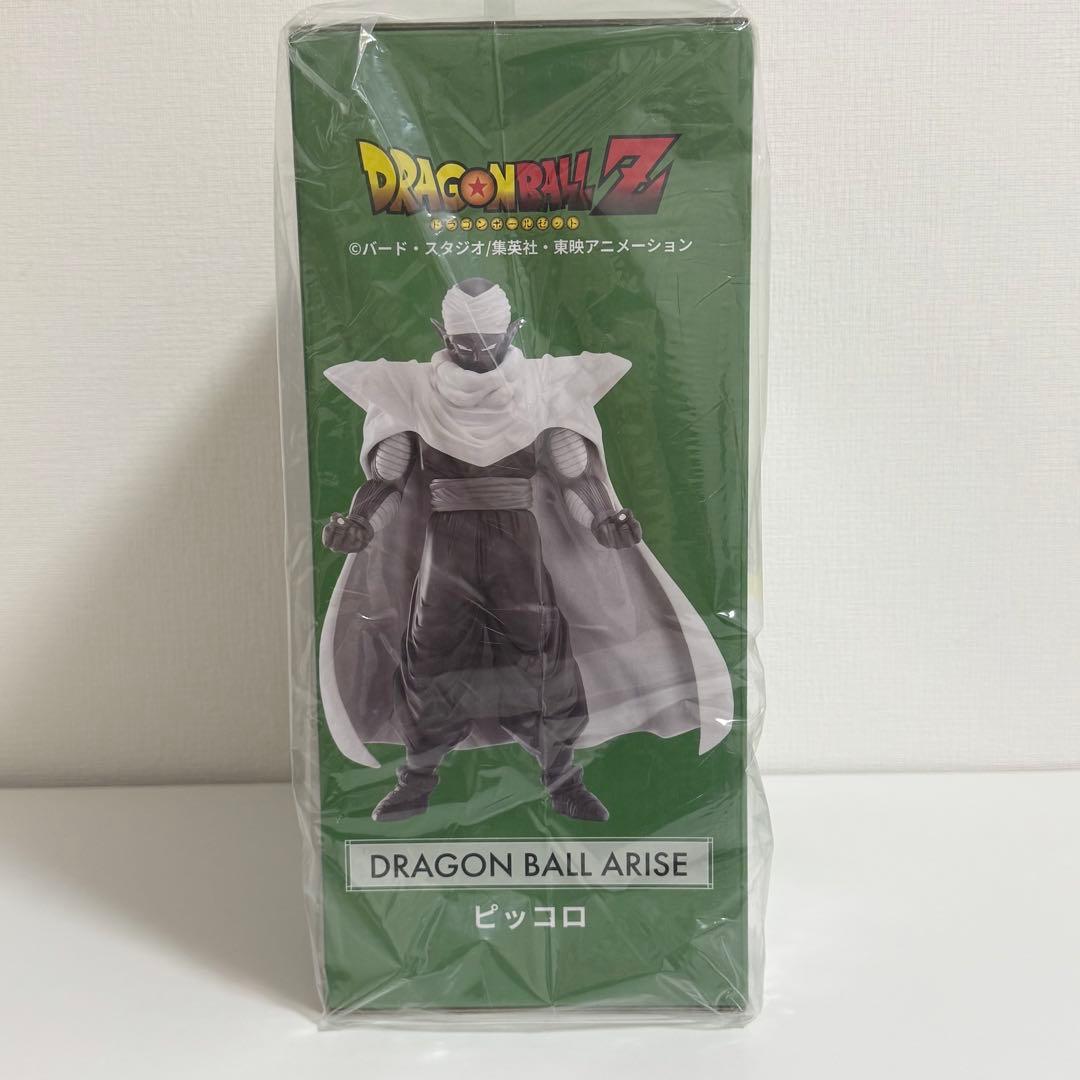 DRAGONBALL Z
ドラゴンボールゼット
©バード・スタジオ/集英社・東映アニメーション
DRAGON BALL ARISE
ピッコロ